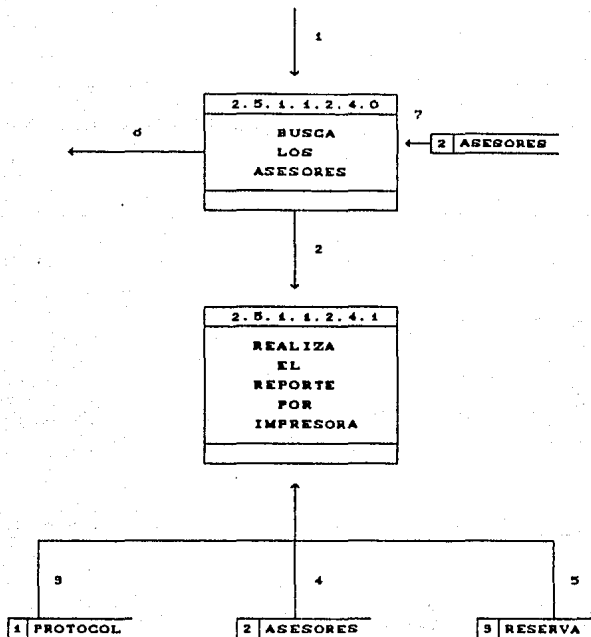 1
2.5.1.1.2.4.0
6
BUSCA
LOS
ASESORES
7
2 ASESORES
2
2.5.1.1.2.4.1
REALIZA
EL
REPORTE
POR
IMPRESORA
3
4
5
1 PROTOCOL
2 ASESORES
3 RESERVA